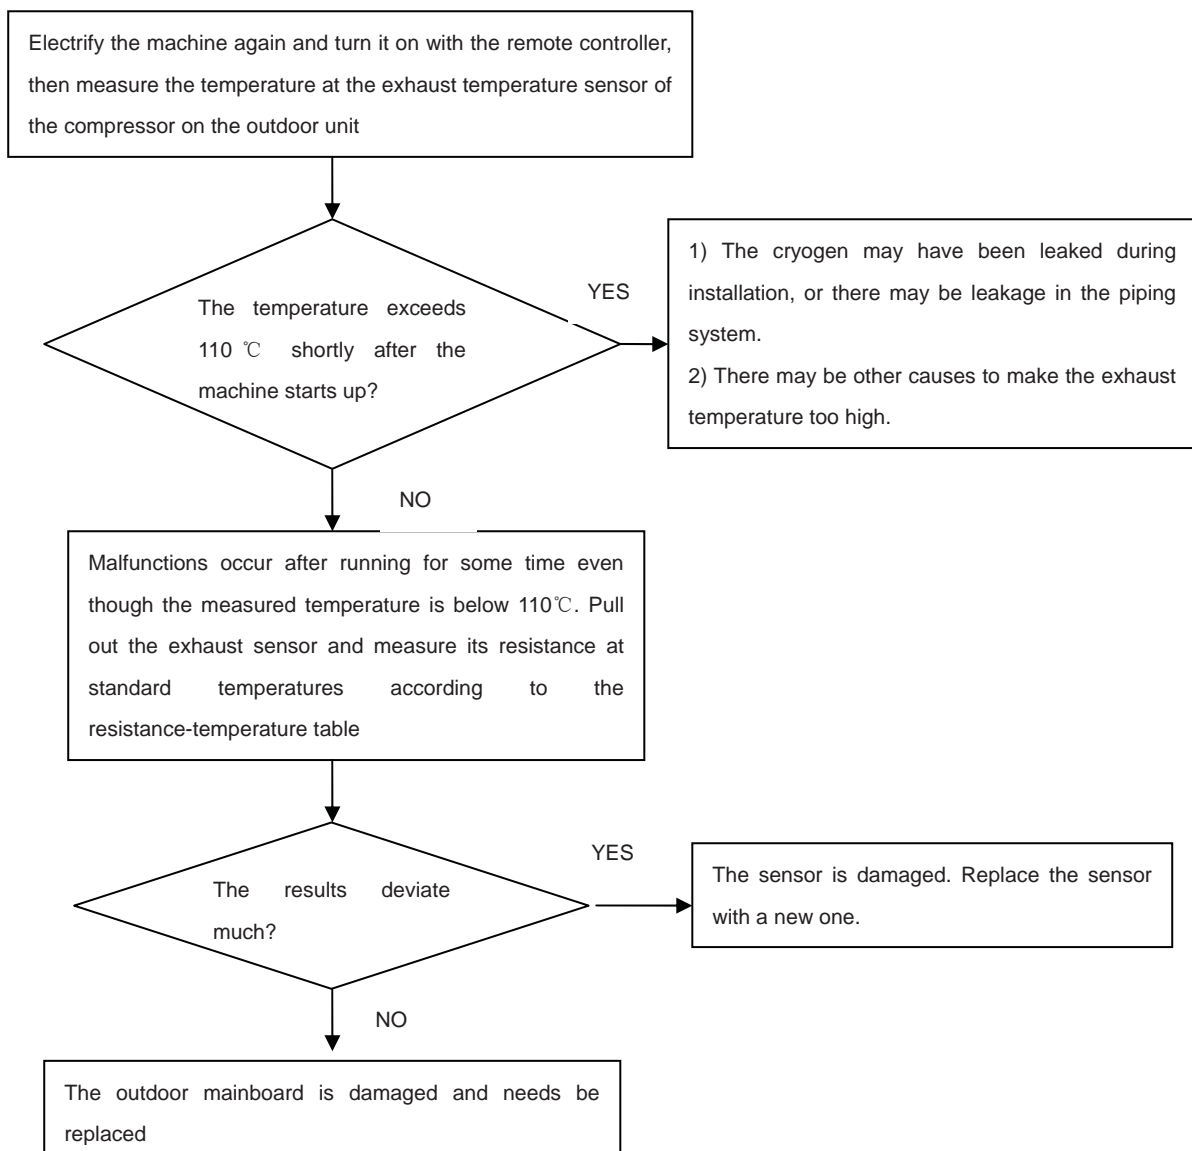 Electrify the machine again and turn it on with the remote controller,
then measure the temperature at the exhaust temperature sensor of
the compressor on the outdoor unit
The temperature exceeds
110 ℃ shortly after the
machine starts up?
YES
1) The cryogen may have been leaked during
installation, or there may be leakage in the piping
system.
2) There may be other causes to make the exhaust
temperature too high.
NO
Malfunctions occur after running for some time even
though the measured temperature is below 110℃. Pull
out the exhaust sensor and measure its resistance at
standard temperatures according to the
resistance-temperature table
The results deviate
much?
YES
The sensor is damaged. Replace the sensor
with a new one.
NO
The outdoor mainboard is damaged and needs be
replaced